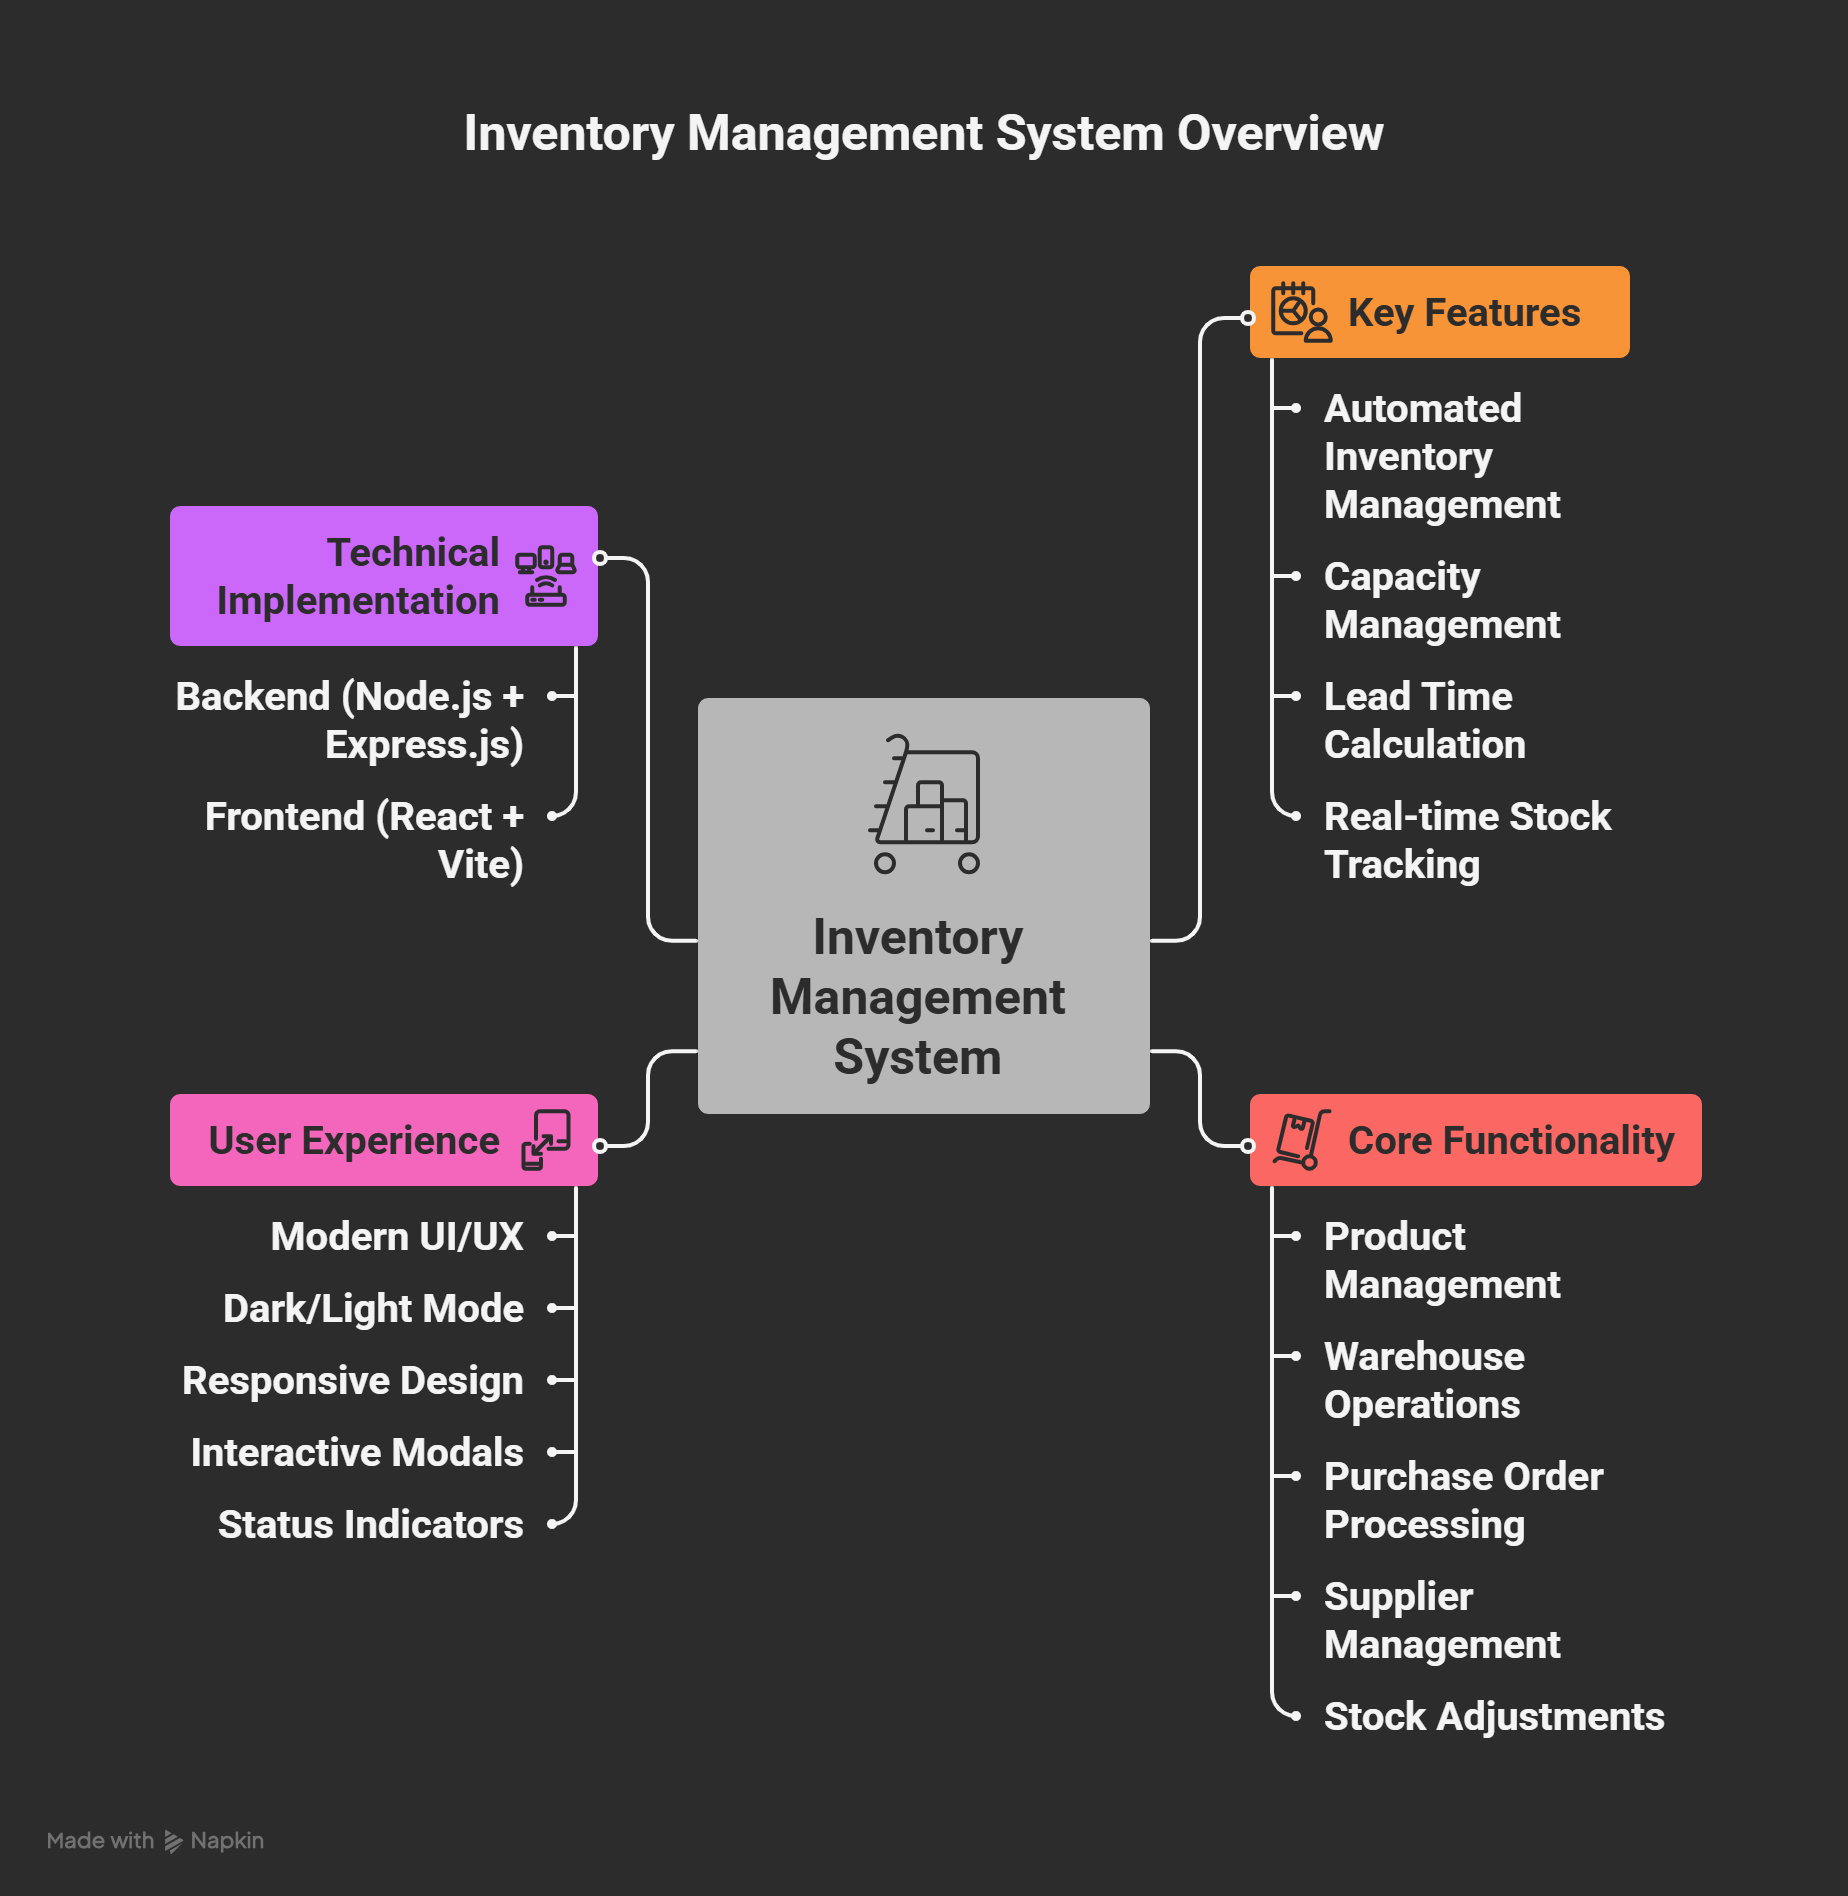 Inventory Management System Overview
Key Features
Automated
Inventory
Management
Capacity
Management
Lead Time
Calculation
Real-time Stock
Tracking
Technical
Implementation
Backend (Node.js +
Express.js)
Frontend (React +
Vite)
Inventory
Management
System
User Experience
Modern UI/UX
Dark/Light Mode
Responsive Design
Interactive Modals
Status Indicators
Core Functionality
Product
Management
Warehouse
Operations
Purchase Order
Processing
Supplier
Management
Stock Adjustments
Made with Napkin